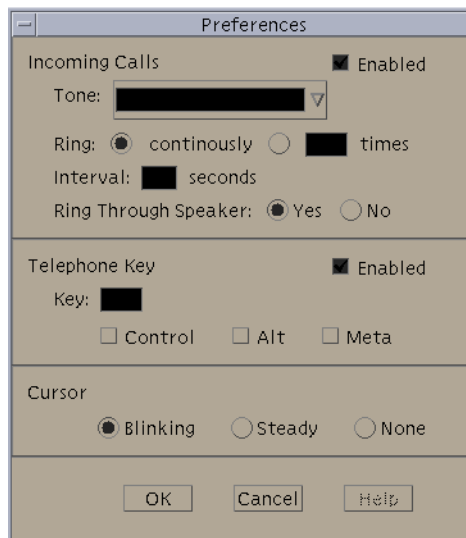 Preferences
Incoming Calls Enabled
Tone:
Ring: continously times
Interval: seconds
Ring Through Speaker: Yes No
Telephone Key Enabled
Key:
Control Alt Meta
Cursor
Blinking Steady None
OK Cancel Help